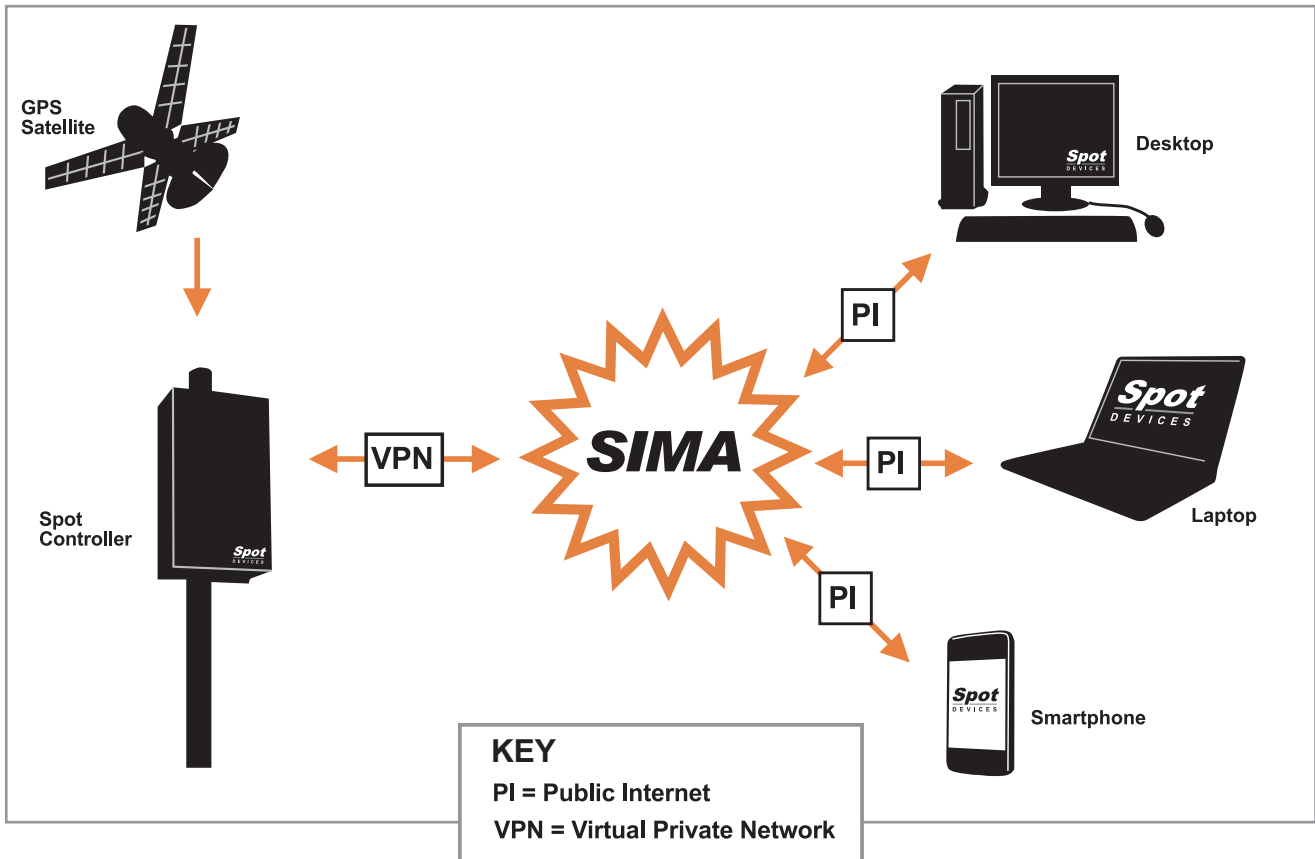 GPS
Satellite
Spot
DEVICES
Desktop
PI
Spot
DEVICES
Laptop
VPN
SIMA
PI
Spot
Controller
Spot
DEVICES
PI
Spot
DEVICES
Smartphone
KEY
PI = Public Internet
VPN = Virtual Private Network